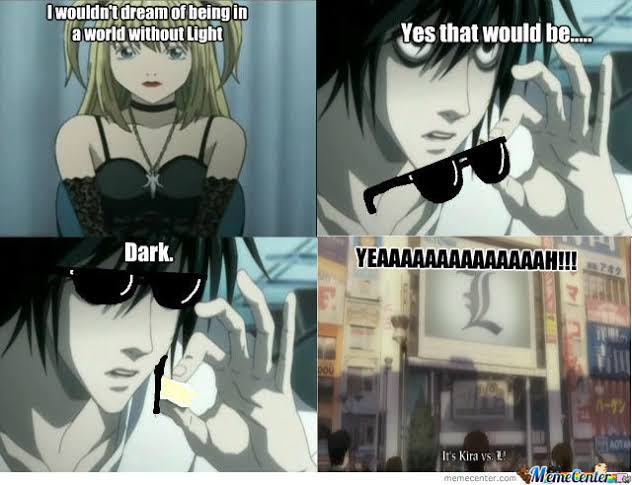 I wouldn't dream of being in
a world without Light
Yes that would be.....
Dark.
YEAAAAAAAAAAAAAAH!!!
L
It's Kira vs. L!
memecenter.com
MemeCenter